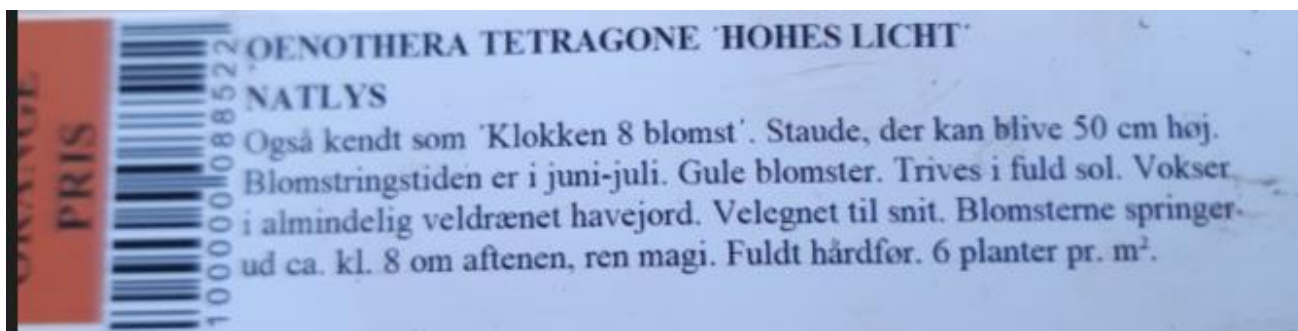 ORANGE
PRIS
1000000088522
´OENOTHERA TETRAGONE ´HOHES LICHT´
NATLYS
Også kendt som ´Klokken 8 blomst´. Staude, der kan blive 50 cm høj.
Blomstringstiden er i juni-juli. Gule blomster. Trives i fuld sol. Vokser
i almindelig veldrænet havejord. Velegnet til snit. Blomsterne springer
ud ca. kl. 8 om aftenen, ren magi. Fuldt hårdfør. 6 planter pr. m².